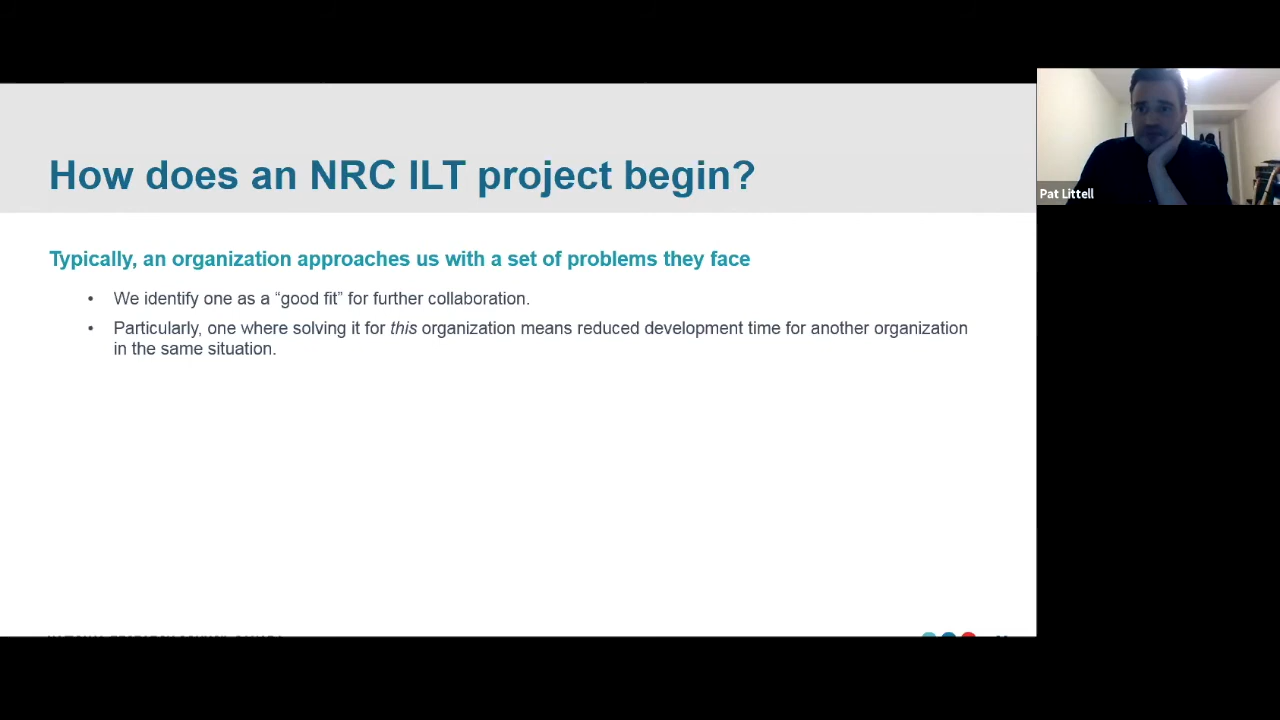 How does an NRC ILT project begin?
Pat Littell
Typically, an organization approaches us with a set of problems they face
• We identify one as a “good fit” for further collaboration.
• Particularly, one where solving it for this organization means reduced development time for another organization
in the same situation.